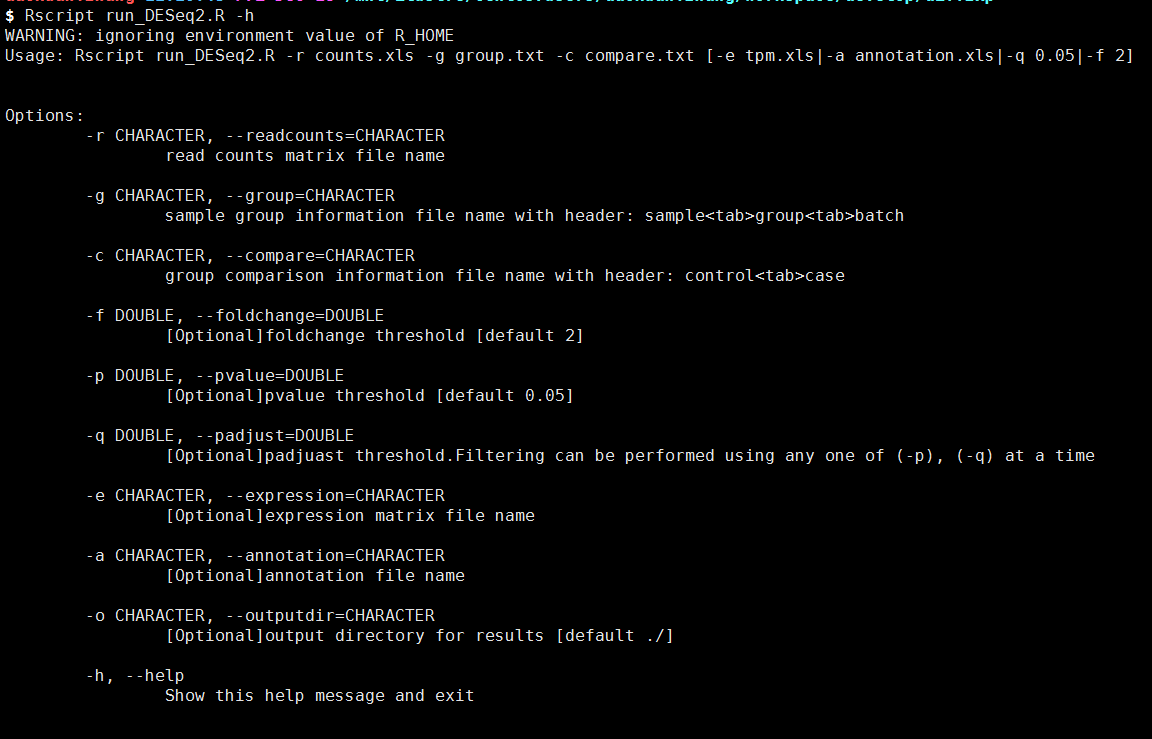 $ Rscript run_DESeq2.R -h
WARNING: ignoring environment value of R_HOME
Usage: Rscript run_DESeq2.R -r counts.xls -g group.txt -c compare.txt [-e tpm.xls|-a annotation.xls|-q 0.05|-f 2]
Options:
-r CHARACTER, --readcounts=CHARACTER
read counts matrix file name
-g CHARACTER, --group=CHARACTER
sample group information file name with header: sample<tab>group<tab>batch
-c CHARACTER, --compare=CHARACTER
group comparison information file name with header: control<tab>case
-f DOUBLE, --foldchange=DOUBLE
[Optional]foldchange threshold [default 2]
-p DOUBLE, --pvalue=DOUBLE
[Optional]pvalue threshold [default 0.05]
-q DOUBLE, --padjust=DOUBLE
[Optional]padjuast threshold.Filtering can be performed using any one of (-p), (-q) at a time
-e CHARACTER, --expression=CHARACTER
[Optional]expression matrix file name
-a CHARACTER, --annotation=CHARACTER
[Optional]annotation file name
-o CHARACTER, --outputdir=CHARACTER
[Optional]output directory for results [default ./]
-h, --help
Show this help message and exit